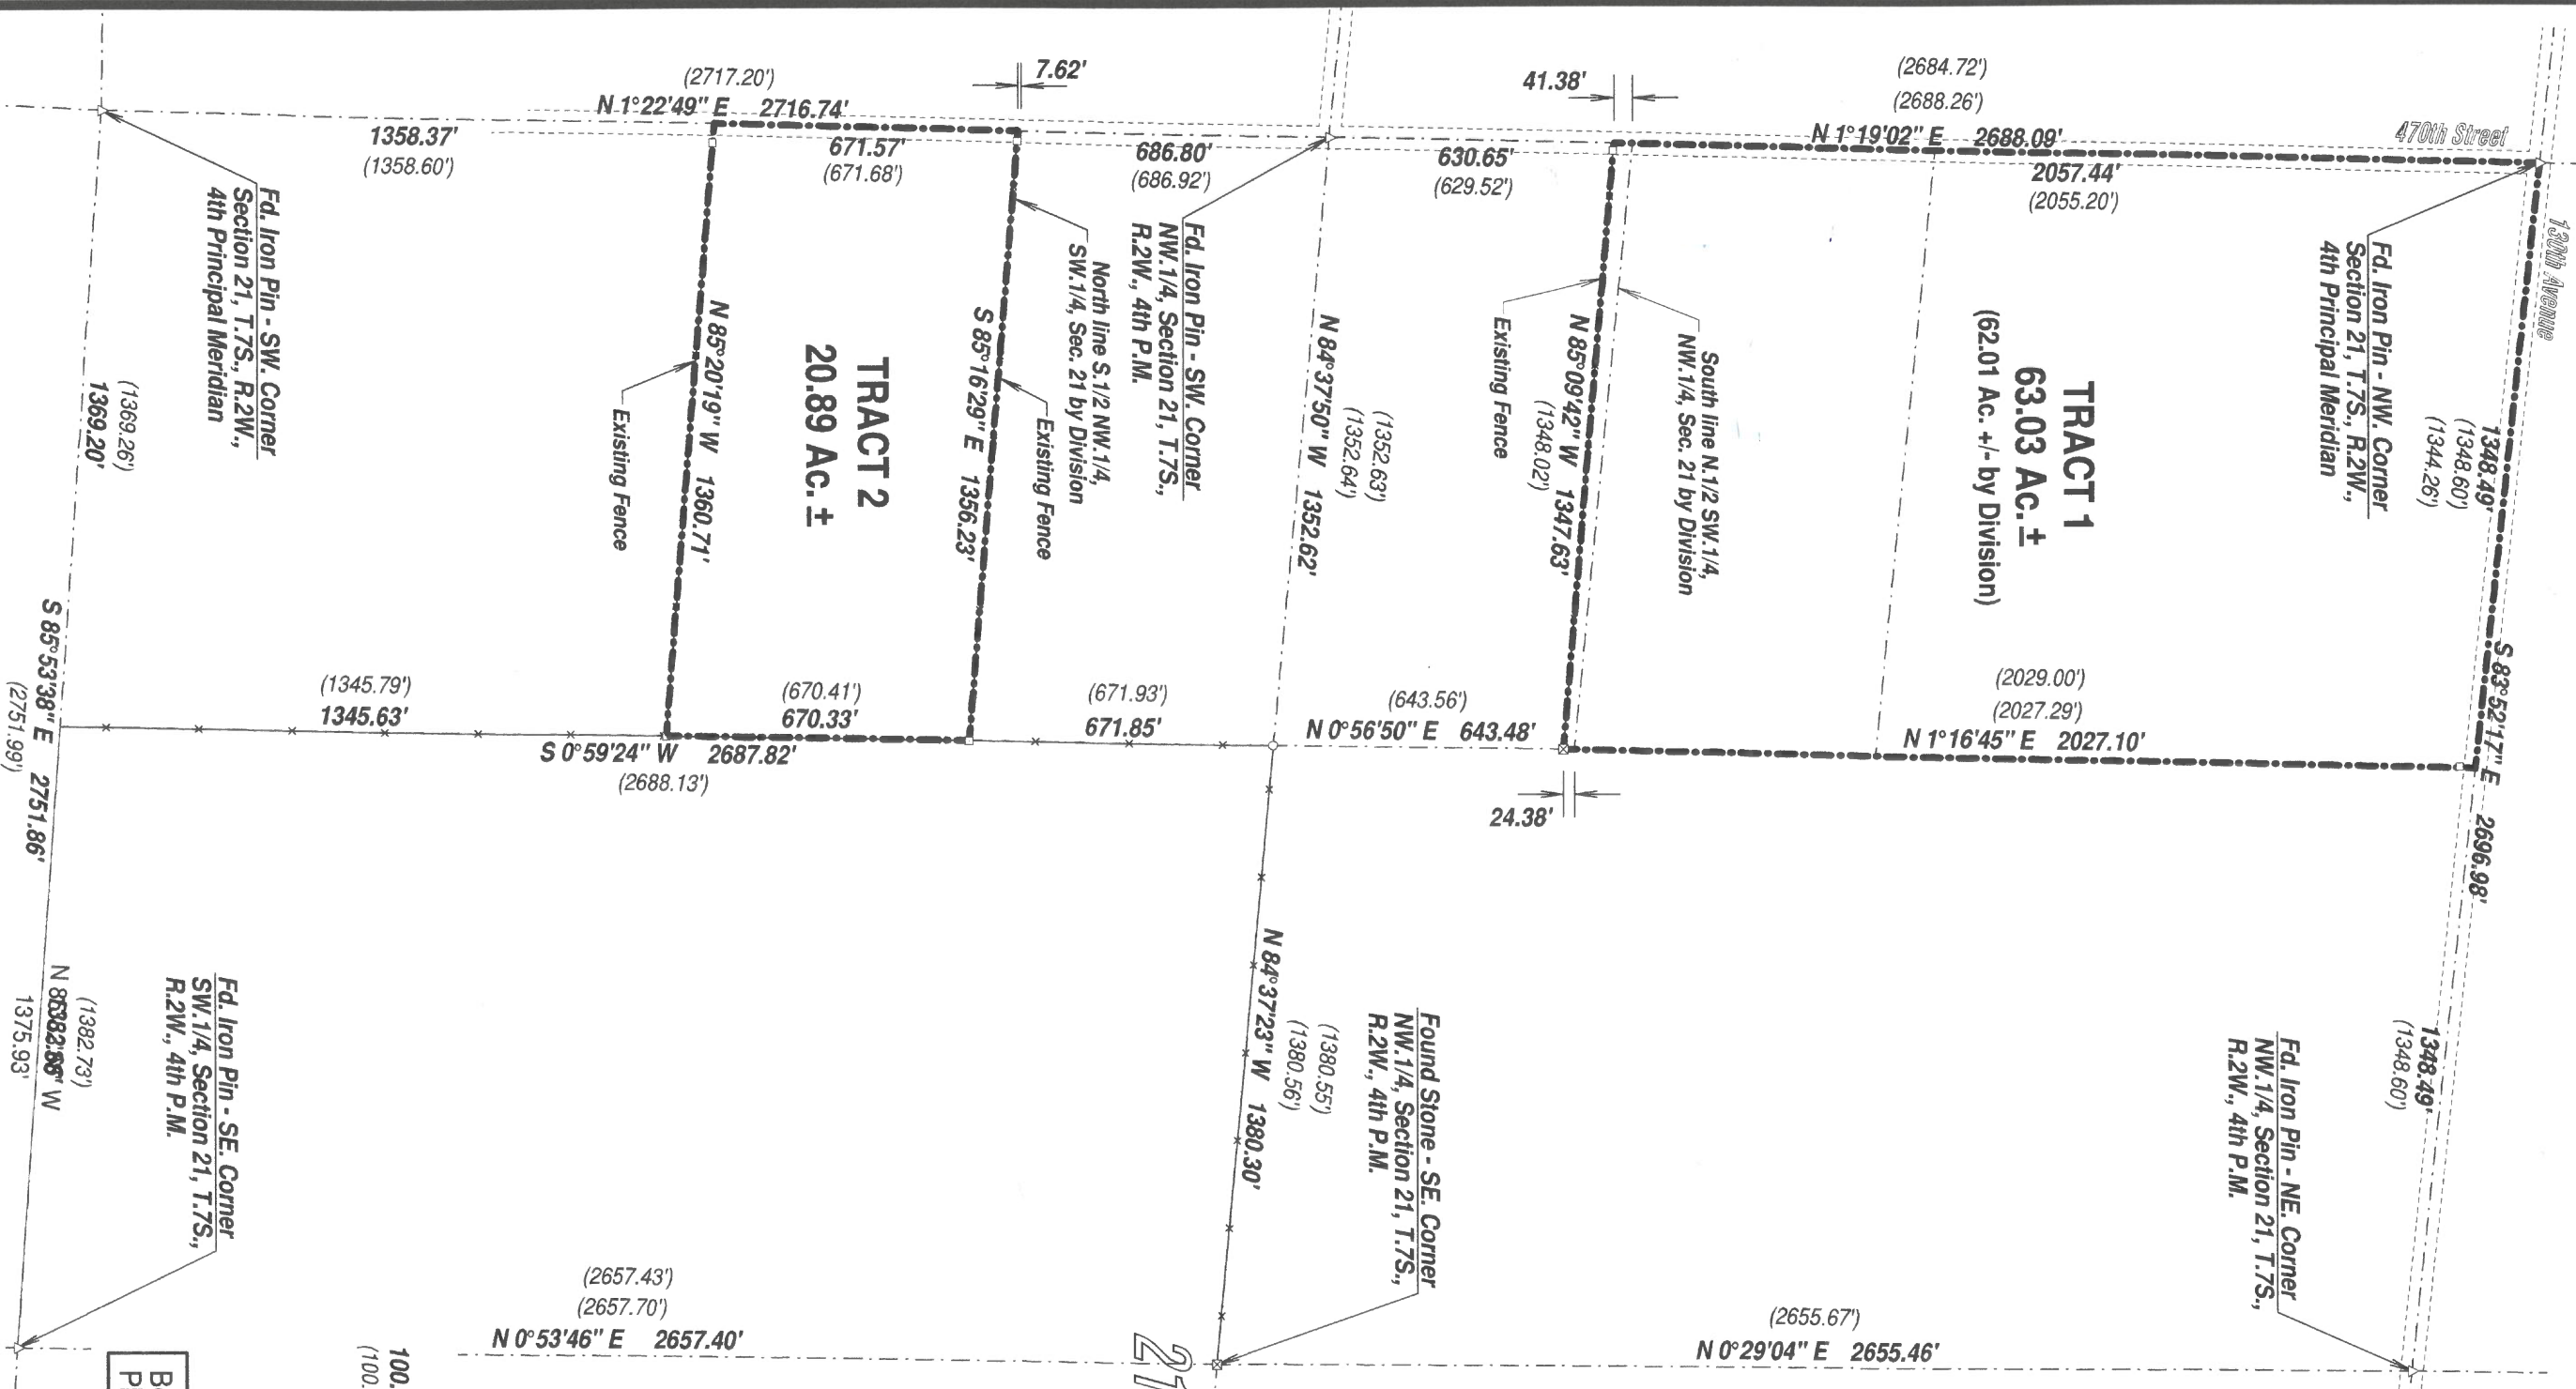 (2717.20')
N 1°22'49" E 2716.74'
7.62'
1358.37'
(1358.60')
671.57'
(671.68')
686.80'
(686.92')
41.38'
630.65'
(629.52')
(2684.72')
(2688.26')
N 1°19'02" E 2688.09'
2057.44'
(2055.20')
470th Street
130th Avenue
Fd. Iron Pin - NW. Corner
Section 21, T.7S., R.2W.,
4th Principal Meridian
1348.49'
(1348.60')
(1344.26')
S 83°52'17" E 2696.98'
TRACT 1
63.03 Ac.±
(62.01 Ac. +/- by Division)
South line N.1/2 SW.1/4,
NW.1/4, Sec. 21 by Division
N 85°09'42" W 1347.63'
(1348.02')
Existing Fence
(1352.63')
(1352.64')
N 84°37'50" W 1352.62'
Fd. Iron Pin - SW. Corner
NW.1/4, Section 21, T.7S.,
R.2W., 4th P.M.
North line S.1/2 NW.1/4,
SW.1/4, Sec. 21 by Division
Existing Fence
S 85°16'29" E 1356.23'
TRACT 2
20.89 Ac.±
N 85°20'19" W 1360.71'
Existing Fence
Fd. Iron Pin - SW. Corner
Section 21, T.7S., R.2W.,
4th Principal Meridian
(1369.26')
1369.20'
S 85°53'38" E 2751.86'
(2751.99')
(1345.79')
1345.63'
(670.41')
670.33'
S 0°59'24" W 2687.82'
(2688.13')
(671.93')
671.85'
(643.56')
N 0°56'50" E 643.48'
24.38'
(2029.00')
(2027.29')
N 1°16'45" E 2027.10'
1348.49'
(1348.60')
Fd. Iron Pin - NE. Corner
NW.1/4, Section 21, T.7S.,
R.2W., 4th P.M.
Found Stone - SE. Corner
NW.1/4, Section 21, T.7S.,
R.2W., 4th P.M.
(1380.55')
(1380.56')
N 84°37'23" W 1380.30'
Fd. Iron Pin - SE. Corner
SW.1/4, Section 21, T.7S.,
R.2W., 4th P.M.
(1382.73')
1375.93'
(2657.43')
(2657.70')
N 0°53'46" E 2657.40'
(2655.67')
N 0°29'04" E 2655.46'
21
100.
(100.